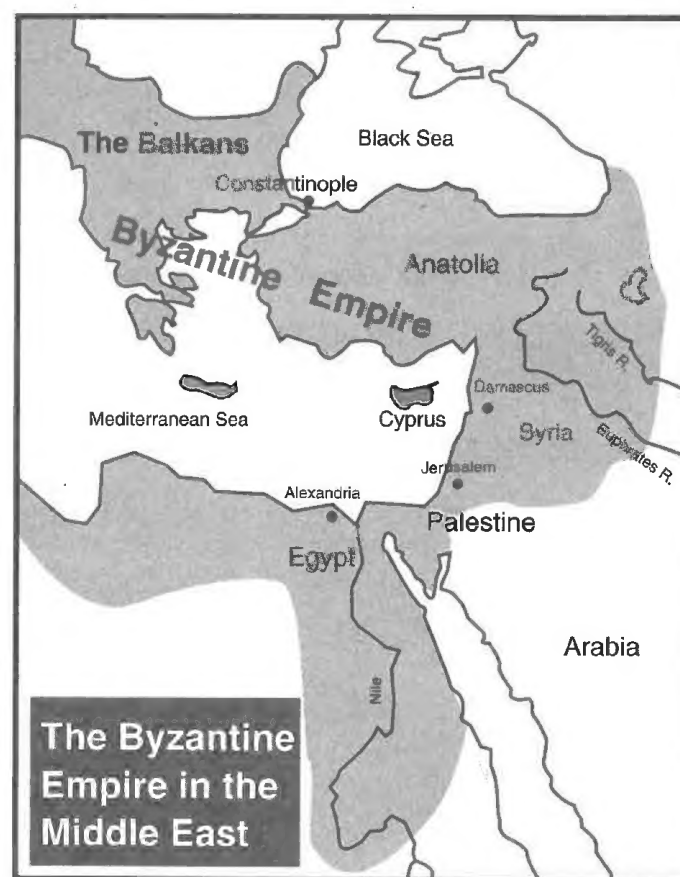 Black Sea
The Balkans
Constantinople
Byzantine Empire
Anatolia
Tigris R.
Damascus
Mediterranean Sea
Cyprus
Syria
Euphrates R.
Jerusalem
Alexandria
Palestine
Egypt
Arabia
Nile
The Byzantine
Empire in the
Middle East